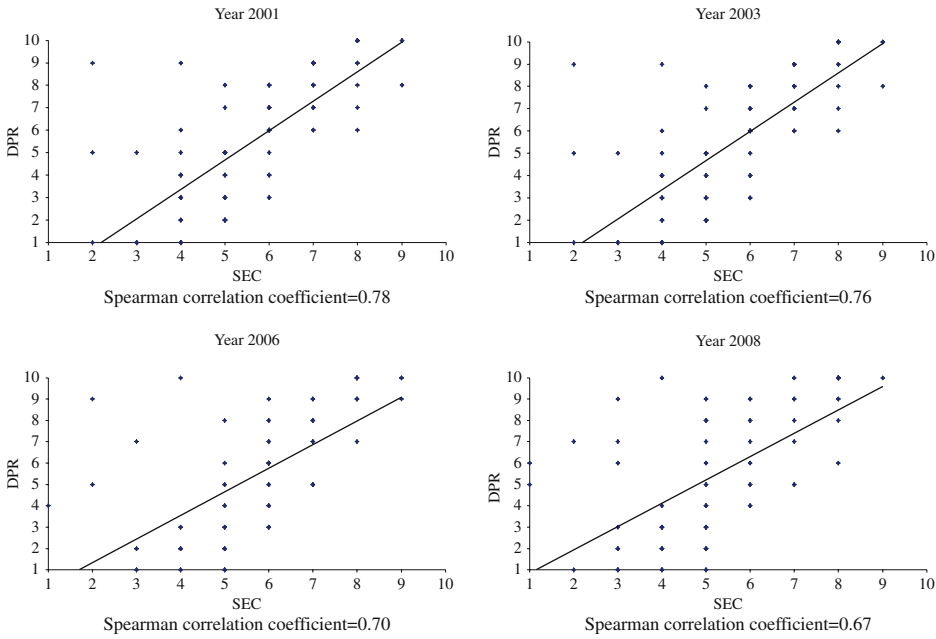 Year 2001
10
9
8
7
6
5
4
3
2
1
DPR
1 2 3 4 5 6 7 8 9 10
SEC
Spearman correlation coefficient=0.78
Year 2003
10
9
8
7
6
5
4
3
2
1
DPR
1 2 3 4 5 6 7 8 9 10
SEC
Spearman correlation coefficient=0.76
Year 2006
10
9
8
7
6
5
4
3
2
1
DPR
1 2 3 4 5 6 7 8 9 10
SEC
Spearman correlation coefficient=0.70
Year 2008
10
9
8
7
6
5
4
3
2
1
DPR
1 2 3 4 5 6 7 8 9 10
SEC
Spearman correlation coefficient=0.67